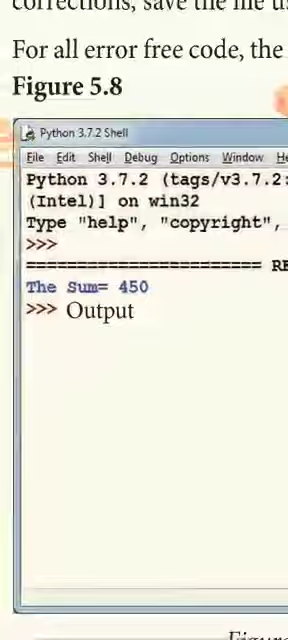 corrections, save the file
For all error free code, the
Figure 5.8
Python 3.7.2 Shell
File Edit Shell Debug Options Window
Python 3.7.2 (tags/v3.7.2:
(Intel)] on win32
Type "help", "copyright",
>>>
======================= RE
The Sum= 450
>>> Output